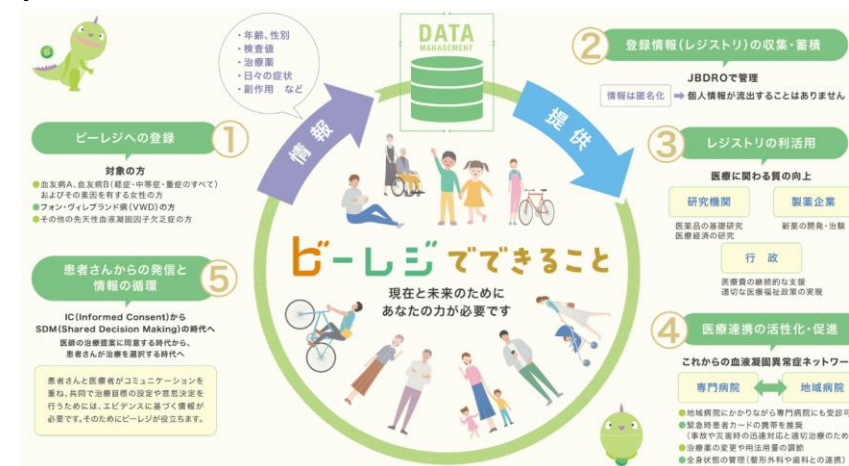 ・年齢、性別
・検査値
・治療薬
・日々の症状
・副作用 など
DATA
MANAGEMENT
情報
提供
ビーレジへの登録
①
対象の方
●血友病A、血友病B(軽症・中等症・重症のすべて)
およびその素因を有する女性の方
●フォン・ヴィレブランド病(VWD)の方
●その他の先天性血液凝固因子欠乏症の方
②
登録情報(レジストリ)の収集・蓄積
JBDROで管理
情報は匿名化 ➡ 個人情報が流出することはありません
③
レジストリの利活用
医療に関わる質の向上
研究機関
医薬品の基礎研究
医療経済の研究
製薬企業
新薬の開発・治験
行 政
医療費の継続的な支援
適切な医療福祉政策の実現
④
医療連携の活性化・促進
これからの血液凝固異常症ネットワー
専門病院
地域病院
●地域病院にかかりながら専門病院にも受診可
●緊急時患者カードの携帯を推奨
(事故や災害時の迅速対応と適切治療のため
●治療薬の変更や用法用量の調節
●全身状態の管理(整形外科や歯科との連携)
患者さんからの発信と
情報の循環
⑤
IC(Informed Consent)から
SDM(Shared Decision Making)の時代へ
医師の治療提案に同意する時代から、
患者さんが治療を選択する時代へ
患者さんと医療者がコミュニケーションを
重ね、共同で治療目標の設定や意思決定を
行うためには、エビデンスに基づく情報が
必要です。そのためにビーレジが役立ちます。
ビーレジでできること
現在と未来のために
あなたの力が必要です